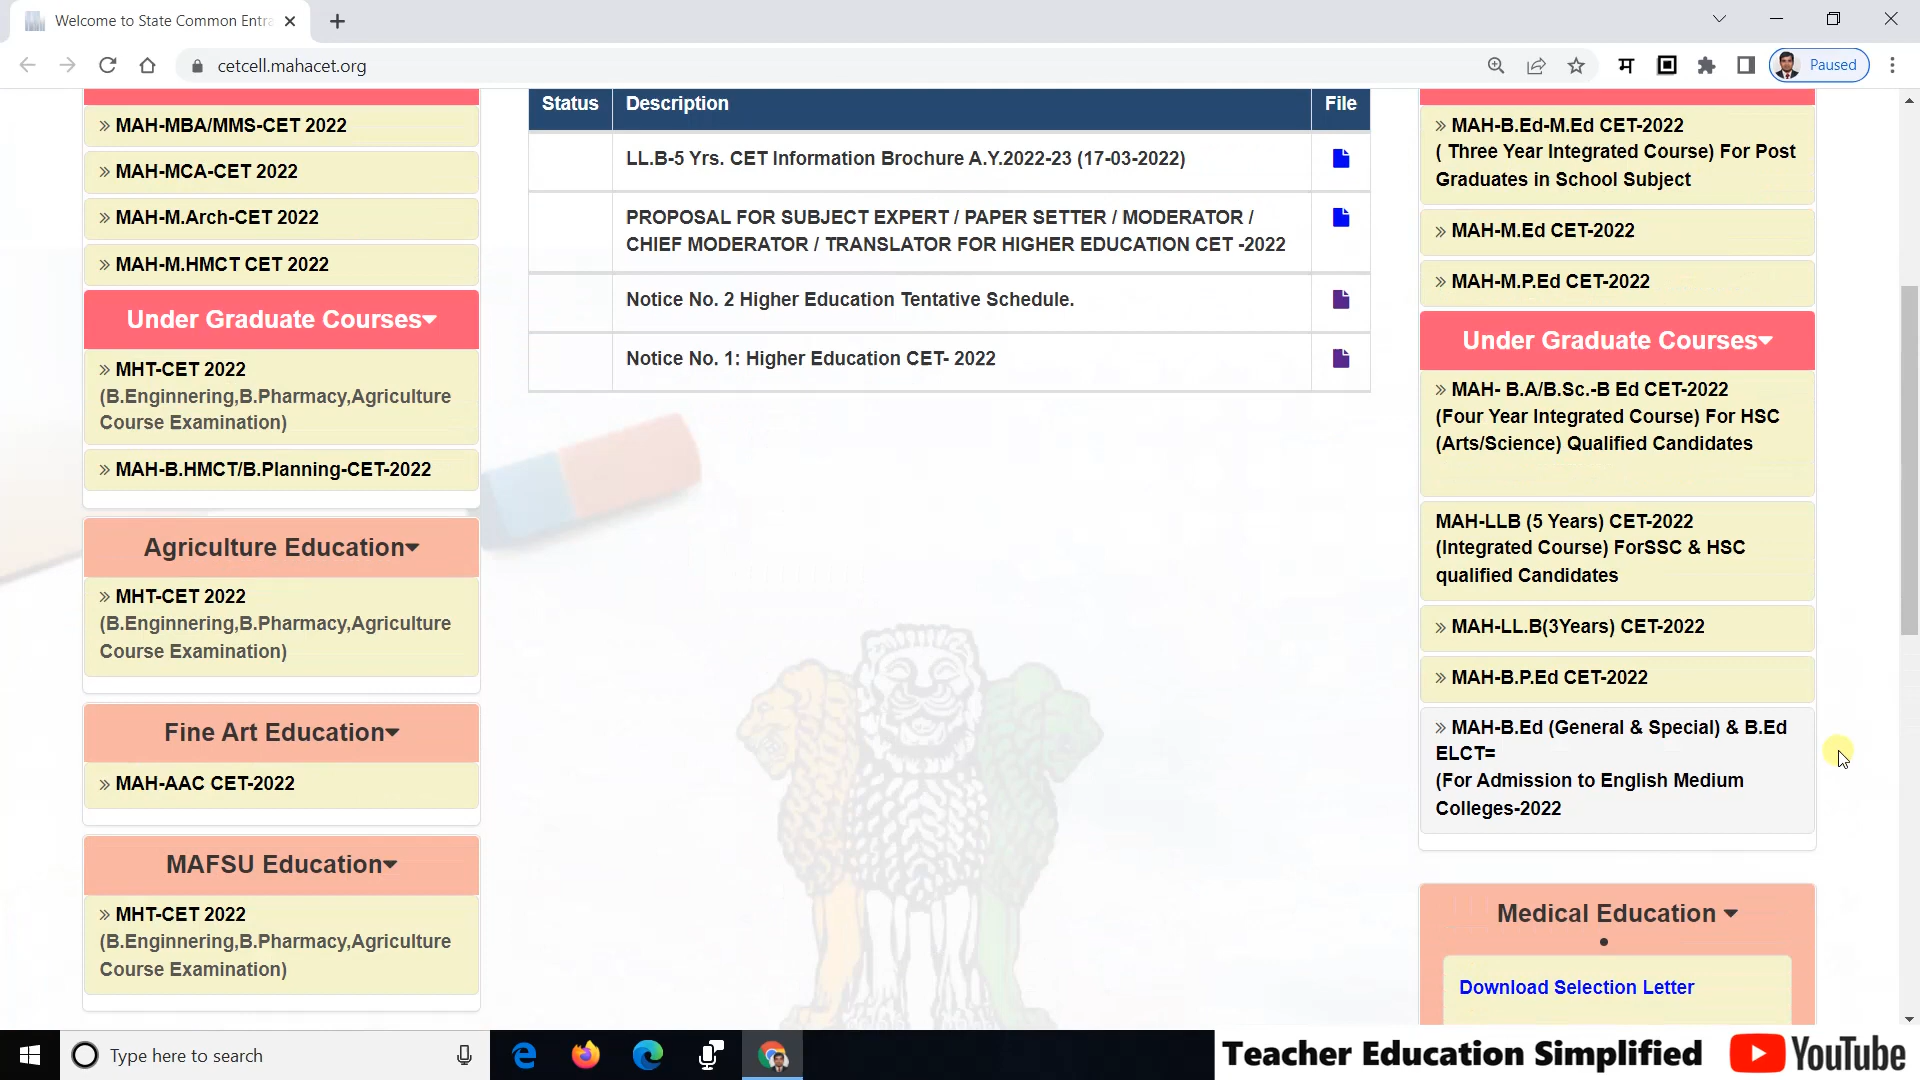 Welcome to State Common Entra
cetcell.mahacet.org
म
Paused
» MAH-MBA/MMS-CET 2022
» MAH-MCA-CET 2022
» MAH-M.Arch-CET 2022
» MAH-M.HMCT CET 2022
Under Graduate Courses
» MHT-CET 2022
(B.Enginnering,B.Pharmacy,Agriculture
Course Examination)
» MAH-B.HMCT/B.Planning-CET-2022
Agriculture Education
» MHT-CET 2022
(B.Enginnering,B.Pharmacy,Agriculture
Course Examination)
Fine Art Education
» MAH-AAC CET-2022
MAFSU Education
» MHT-CET 2022
(B.Enginnering,B.Pharmacy,Agriculture
Course Examination)
Status Description File
LL.B-5 Yrs. CET Information Brochure A.Y.2022-23 (17-03-2022)
PROPOSAL FOR SUBJECT EXPERT / PAPER SETTER / MODERATOR /
CHIEF MODERATOR / TRANSLATOR FOR HIGHER EDUCATION CET -2022
Notice No. 2 Higher Education Tentative Schedule.
Notice No. 1: Higher Education CET- 2022
» MAH-B.Ed-M.Ed CET-2022
( Three Year Integrated Course) For Post
Graduates in School Subject
» MAH-M.Ed CET-2022
» MAH-M.P.Ed CET-2022
Under Graduate Courses
» MAH- B.A/B.Sc.-B Ed CET-2022
(Four Year Integrated Course) For HSC
(Arts/Science) Qualified Candidates
MAH-LLB (5 Years) CET-2022
(Integrated Course) ForSSC & HSC
qualified Candidates
» MAH-LL.B(3Years) CET-2022
» MAH-B.P.Ed CET-2022
» MAH-B.Ed (General & Special) & B.Ed
ELCT=
(For Admission to English Medium
Colleges-2022
Medical Education
Download Selection Letter
Type here to search
Teacher Education Simplified
YouTube